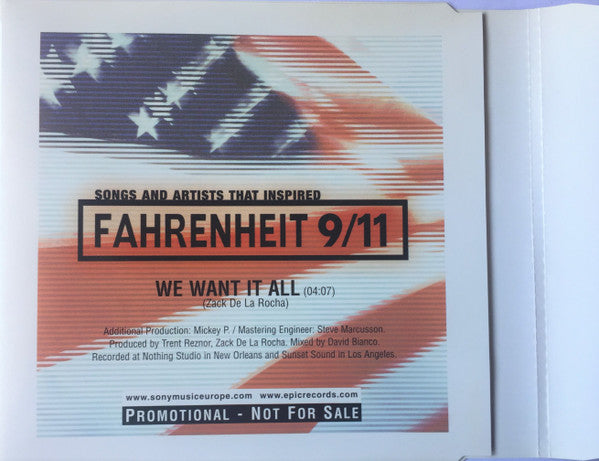 SONGS AND ARTISTS THAT INSPIRED
FAHRENHEIT 9/11
WE WANT IT ALL (04:07)
(Zack De La Rocha)
Additional Production: Mickey P. / Mastering Engineer: Steve Marcusson.
Produced by Trent Reznor, Zack De La Rocha. Mixed by David Bianco.
Recorded at Nothing Studio in New Orleans and Sunset Sound in Los Angeles.
www.sonymusiceurope.com www.epicrecords.com
PROMOTIONAL - NOT FOR SALE